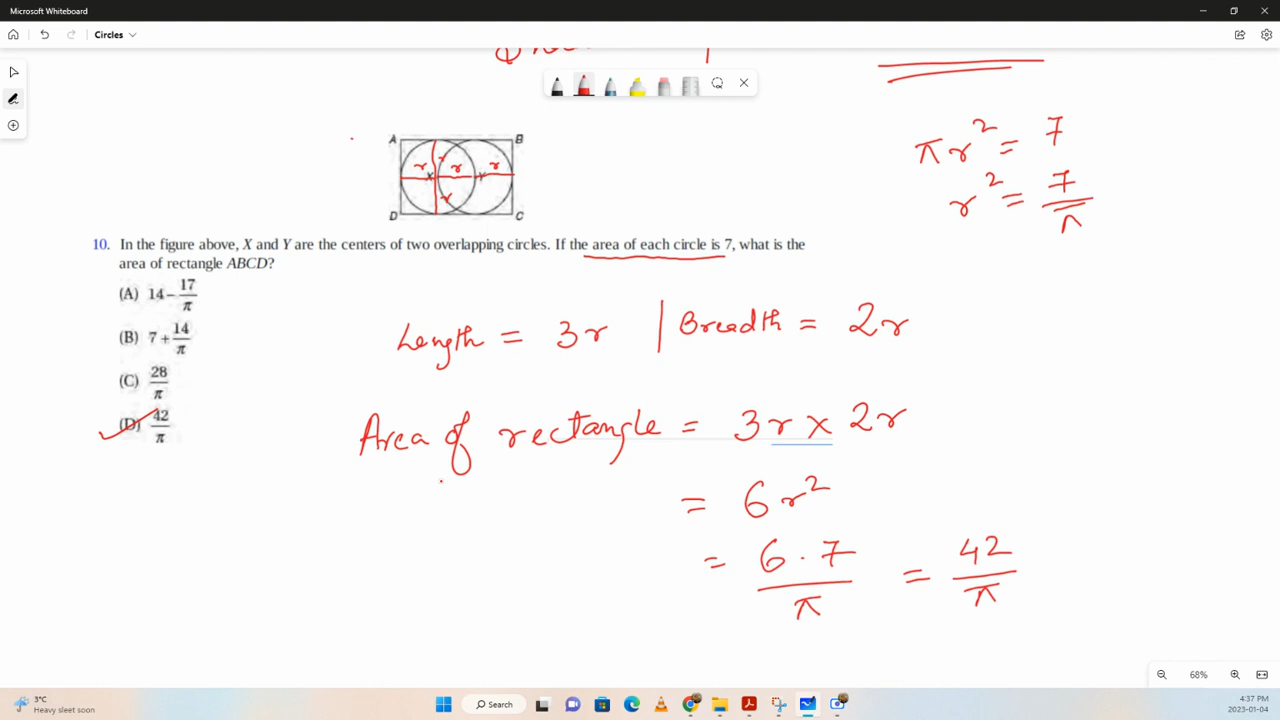 Microsoft Whiteboard
Circles
A B
r r r r
X Y
r
D C
πr² = 7
r² = 7/π
10. In the figure above, X and Y are the centers of two overlapping circles. If the area of each circle is 7, what is the
area of rectangle ABCD?
(A) 14 − 17/π
(B) 7 + 14/π
(C) 28/π
(D) 42/π
Length = 3r | Breadth = 2r
Area of rectangle = 3r × 2r
= 6r²
= 6·7/π = 42/π
68%
3°C
Heavy sleet soon
Search
4:37 PM
2023-01-04